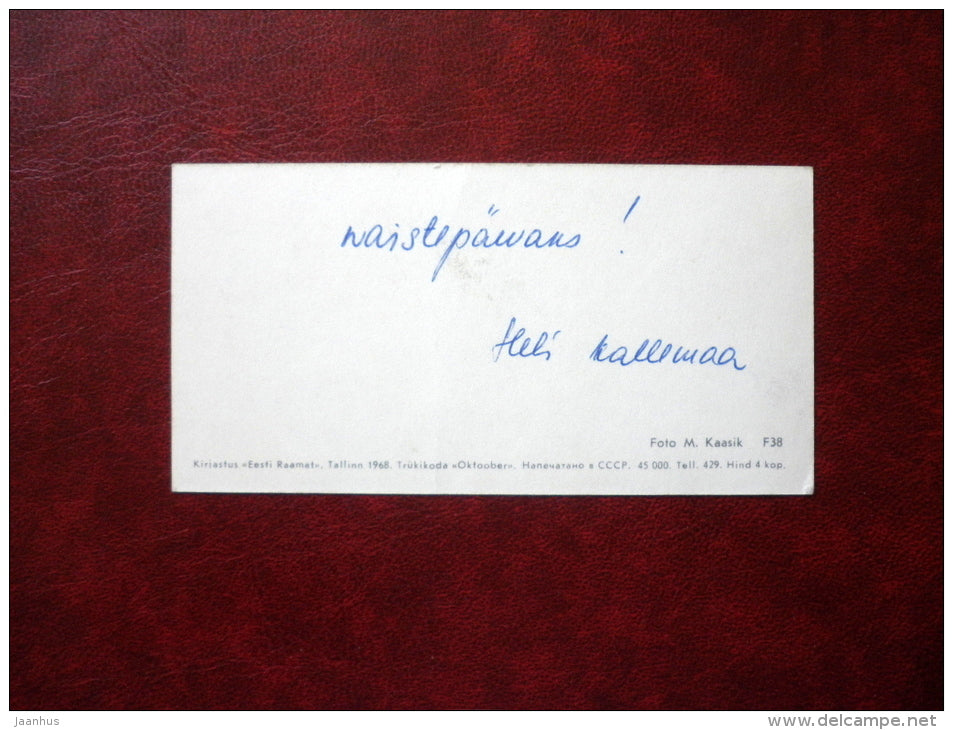 naistepäevaks !
Heli Kallemaa
Foto M. Kaasik F38
Kirjastus «Eesti Raamat». Tallinn 1968. Trükikoda «Oktoober». Напечатано в СССР. 45 000. Tell. 429. Hind 4 kop.
jaanhus
www.delcampe.net